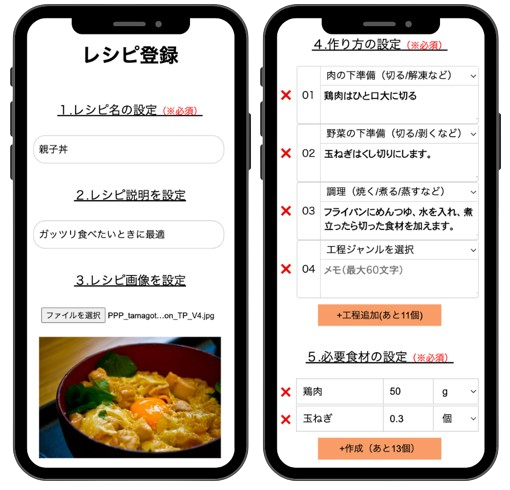 レシピ登録
１.レシピ名の設定（※必須）
親子丼
２.レシピ説明を設定
ガッツリ食べたいときに最適
３.レシピ画像を設定
ファイルを選択 PPP_tamagot...on_TP_V4.jpg
４.作り方の設定（※必須）
肉の下準備（切る/解凍など）
01 鶏肉はひと口大に切る
野菜の下準備（切る/剥くなど）
02 玉ねぎはくし切りにします。
調理（焼く/煮る/蒸すなど）
03 フライパンにめんつゆ、水を入れ、煮
立ったら切った食材を加えます。
工程ジャンルを選択
04 メモ（最大60文字）
+工程追加(あと11個)
５.必要食材の設定（※必須）
鶏肉 50 g
玉ねぎ 0.3 個
+作成（あと13個）